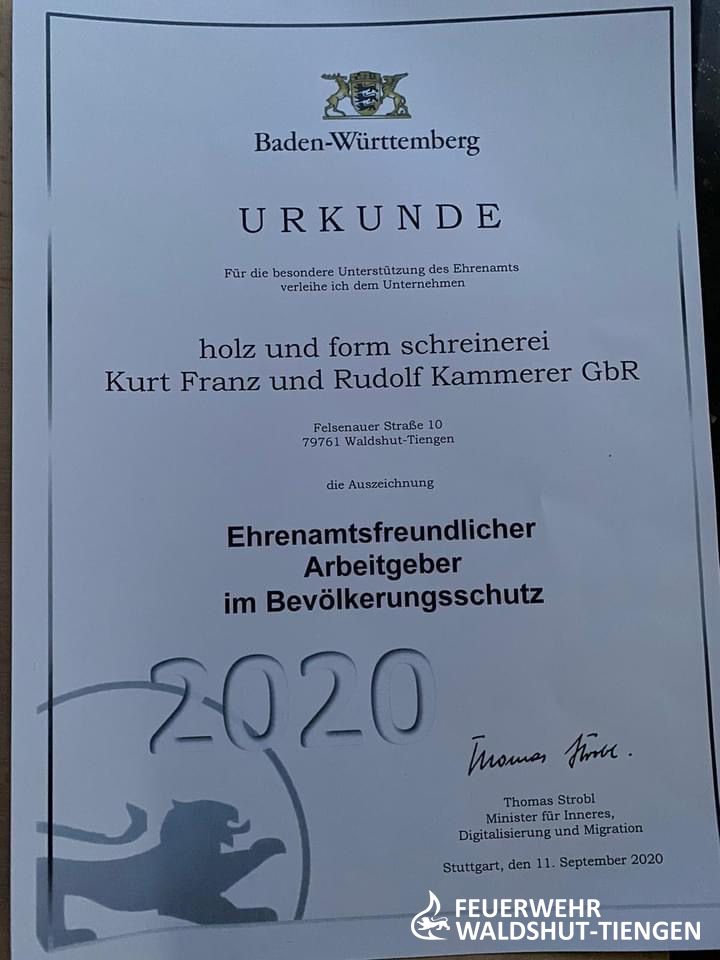 Baden-Württemberg
URKUNDE
Für die besondere Unterstützung des Ehrenamts
verleihe ich dem Unternehmen
holz und form schreinerei
Kurt Franz und Rudolf Kammerer GbR
Felsenauer Straße 10
79761 Waldshut-Tiengen
die Auszeichnung
Ehrenamtsfreundlicher
Arbeitgeber
im Bevölkerungsschutz
2020
Thomas Strobl.
Thomas Strobl
Minister für Inneres,
Digitalisierung und Migration
Stuttgart, den 11. September 2020
FEUERWEHR
WALDSHUT-TIENGEN